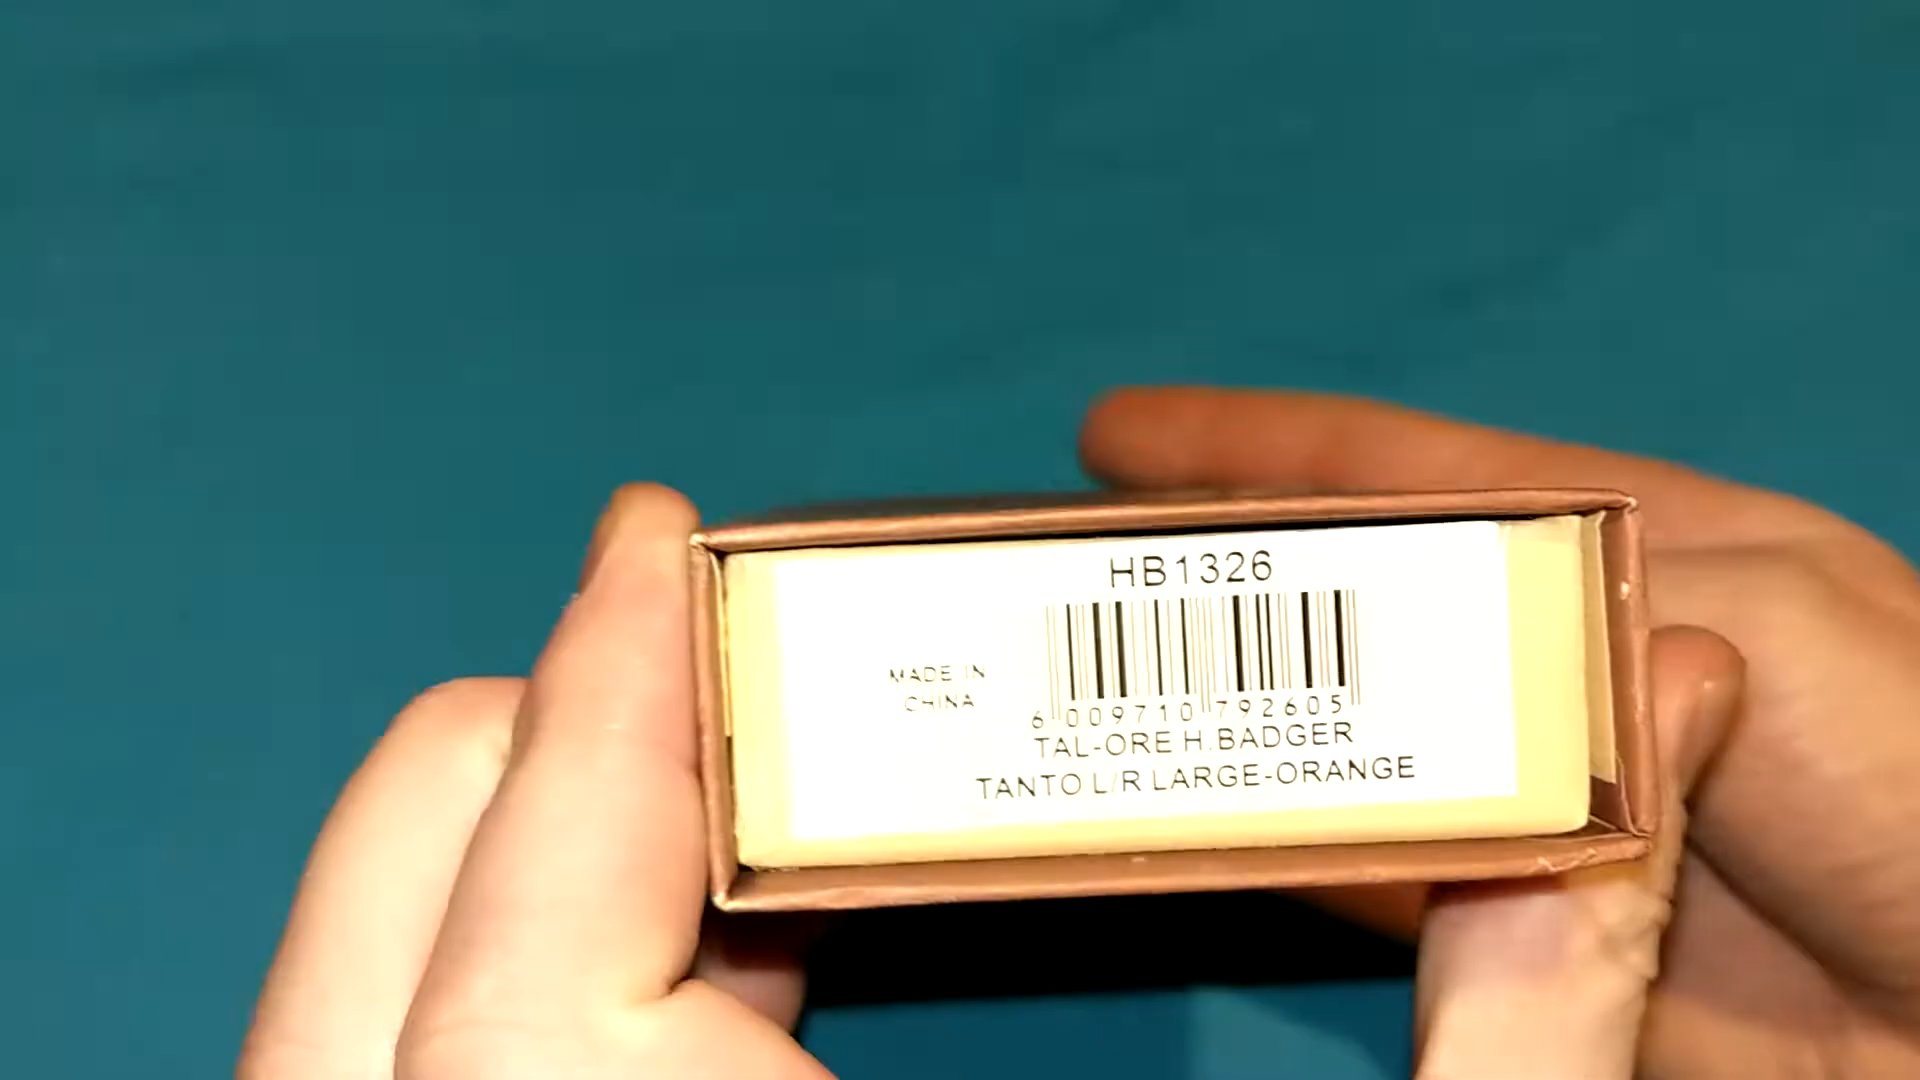 HB1326
MADE IN
CHINA
6 009710 792605
TAL-ORE H.BADGER
TANTO L/R LARGE-ORANGE